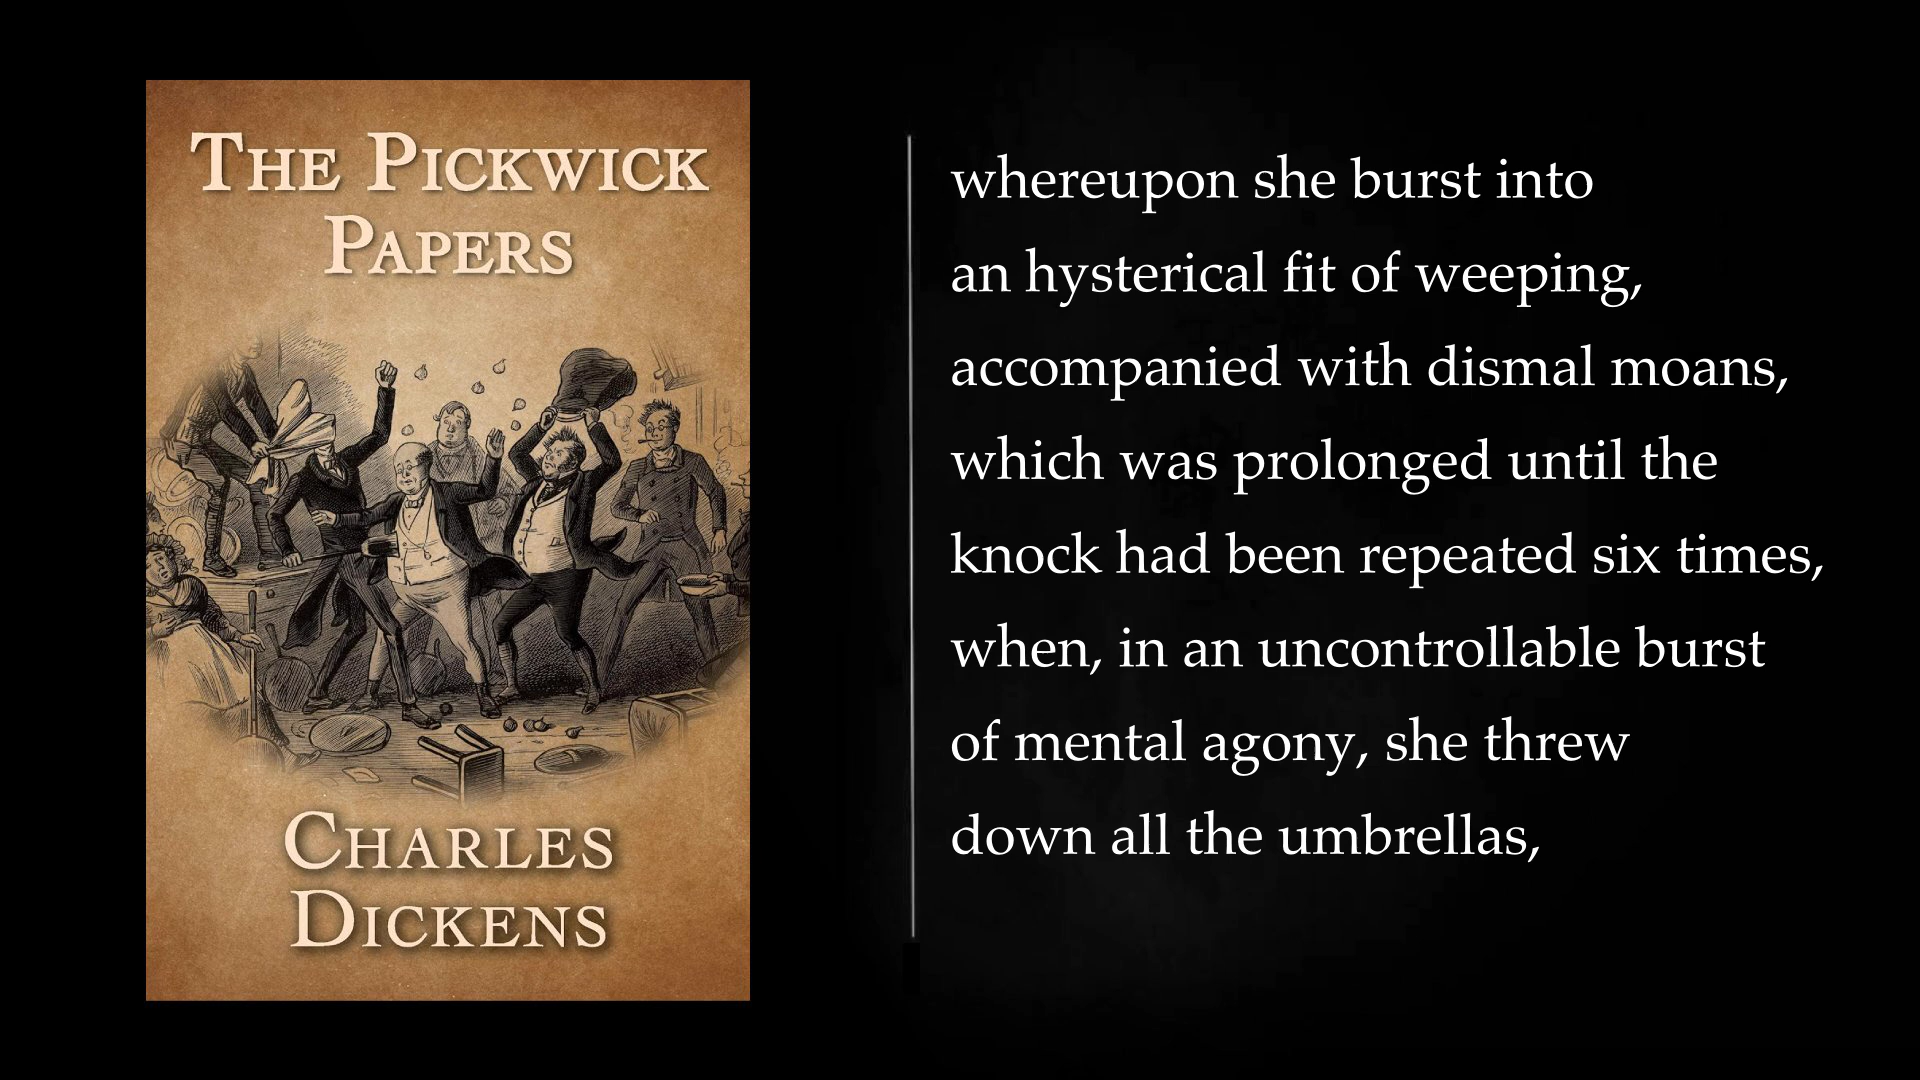 THE PICKWICK
PAPERS
CHARLES
DICKENS
whereupon she burst into
an hysterical fit of weeping,
accompanied with dismal moans,
which was prolonged until the
knock had been repeated six times,
when, in an uncontrollable burst
of mental agony, she threw
down all the umbrellas,